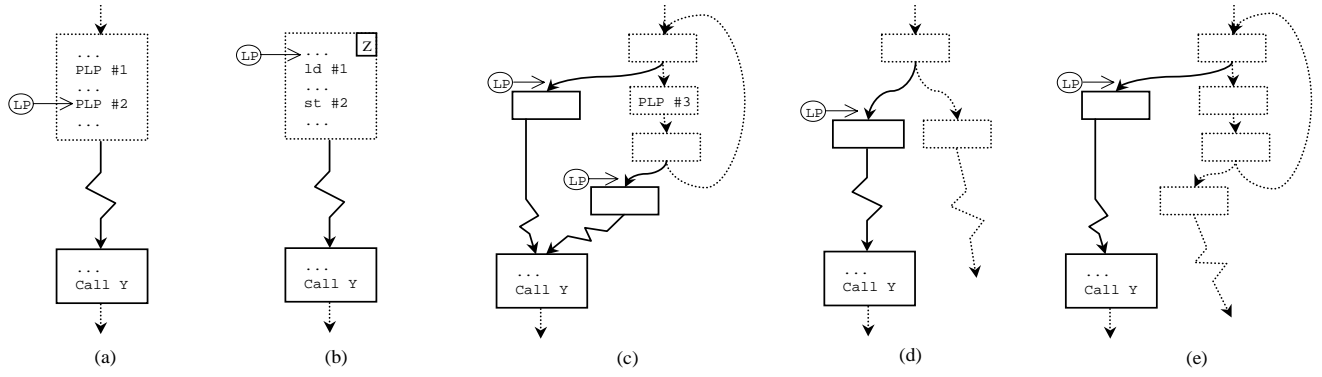 ...
PLP #1
...
LP
PLP #2
...
...
Call Y
(a)
Z
LP
...
ld #1
...
st #2
...
...
Call Y
(b)
LP
PLP #3
LP
...
Call Y
(c)
LP
...
Call Y
(d)
LP
...
Call Y
(e)